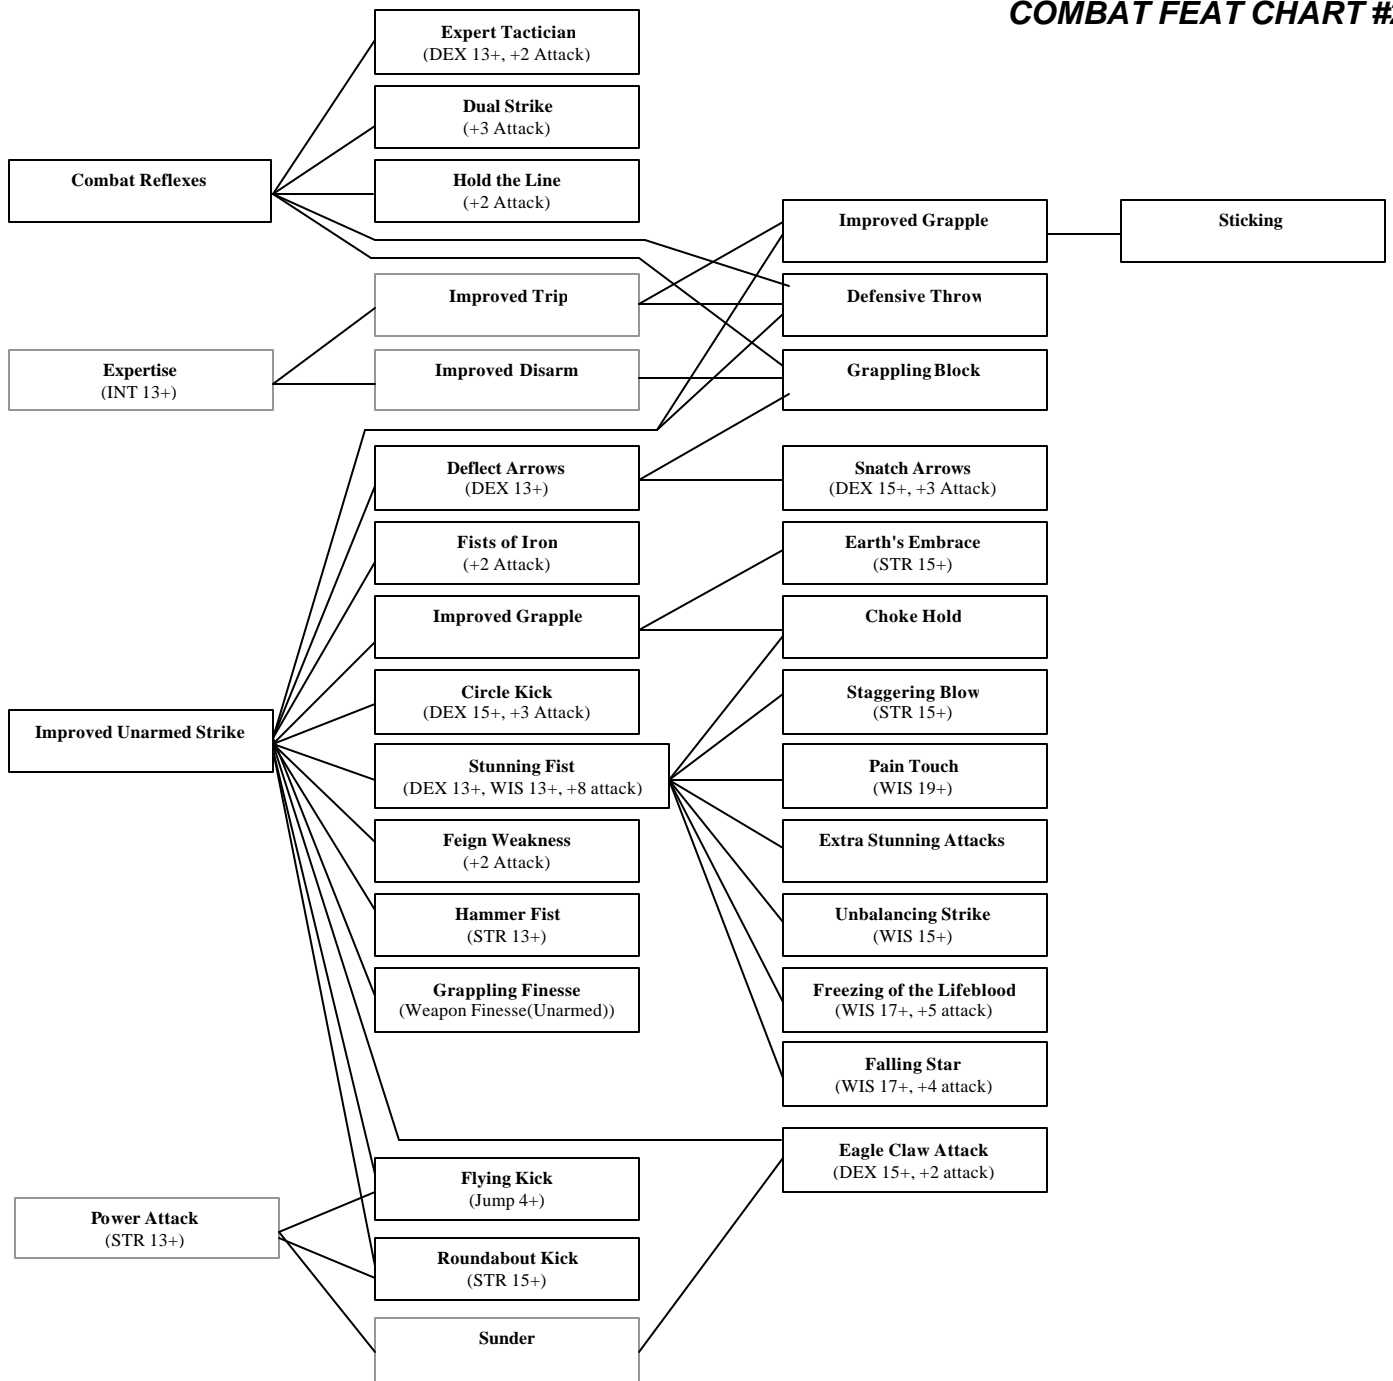 COMBAT FEAT CHART #
Expert Tactician
(DEX 13+, +2 Attack)
Dual Strike
(+3 Attack)
Combat Reflexes
Hold the Line
(+2 Attack)
Improved Grapple
Sticking
Improved Trip
Defensive Throw
Expertise
(INT 13+)
Improved Disarm
Grappling Block
Deflect Arrows
(DEX 13+)
Snatch Arrows
(DEX 15+, +3 Attack)
Fists of Iron
(+2 Attack)
Earth's Embrace
(STR 15+)
Improved Grapple
Choke Hold
Circle Kick
(DEX 15+, +3 Attack)
Staggering Blow
(STR 15+)
Improved Unarmed Strike
Stunning Fist
(DEX 13+, WIS 13+, +8 attack)
Pain Touch
(WIS 19+)
Feign Weakness
(+2 Attack)
Extra Stunning Attacks
Hammer Fist
(STR 13+)
Unbalancing Strike
(WIS 15+)
Grappling Finesse
(Weapon Finesse(Unarmed))
Freezing of the Lifeblood
(WIS 17+, +5 attack)
Falling Star
(WIS 17+, +4 attack)
Eagle Claw Attack
(DEX 15+, +2 attack)
Flying Kick
(Jump 4+)
Power Attack
(STR 13+)
Roundabout Kick
(STR 15+)
Sunder